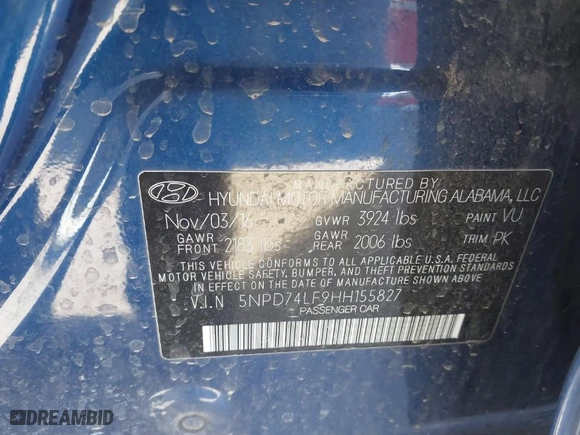 MANUFACTURED BY
HYUNDAI MOTOR MANUFACTURING ALABAMA, LLC
Nov/03/16 GVWR 3924 lbs PAINT VU
GAWR FRONT 2183 lbs GAWR REAR 2006 lbs TRIM PK
THIS VEHICLE CONFORMS TO ALL APPLICABLE U.S.A. FEDERAL
MOTOR VEHICLE SAFETY, BUMPER, AND THEFT PREVENTION STANDARDS
IN EFFECT ON THE DATE OF MANUFACTURE SHOWN ABOVE.
V.I.N 5NPD74LF9HH155827
PASSENGER CAR
DREAMBID